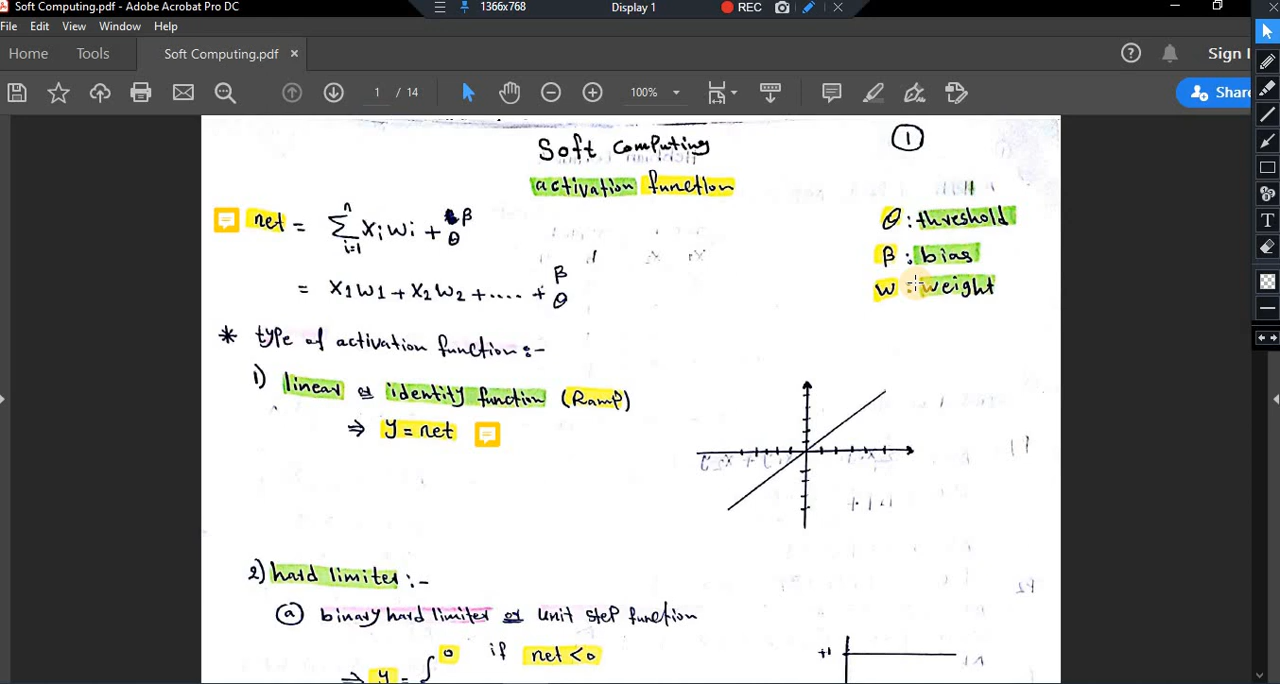 Soft Computing.pdf - Adobe Acrobat Pro DC
1366x768
Display 1
REC
File Edit View Window Help
Home Tools Soft Computing.pdf ×
Sign
1 / 14
100%
Share
Soft Computing
1
activation function
net = n Σ i=1 Xi wi + β θ
θ : threshold
β : bias
w : weight
= X1 W1 + X2 W2 + .... + β θ
* type of activation function :-
1) linear or identity function (Ramp)
⇒ y = net
2) hard limiter :-
a binary hard limiter or unit step function
⇒ y = 0 if net < 0
+1